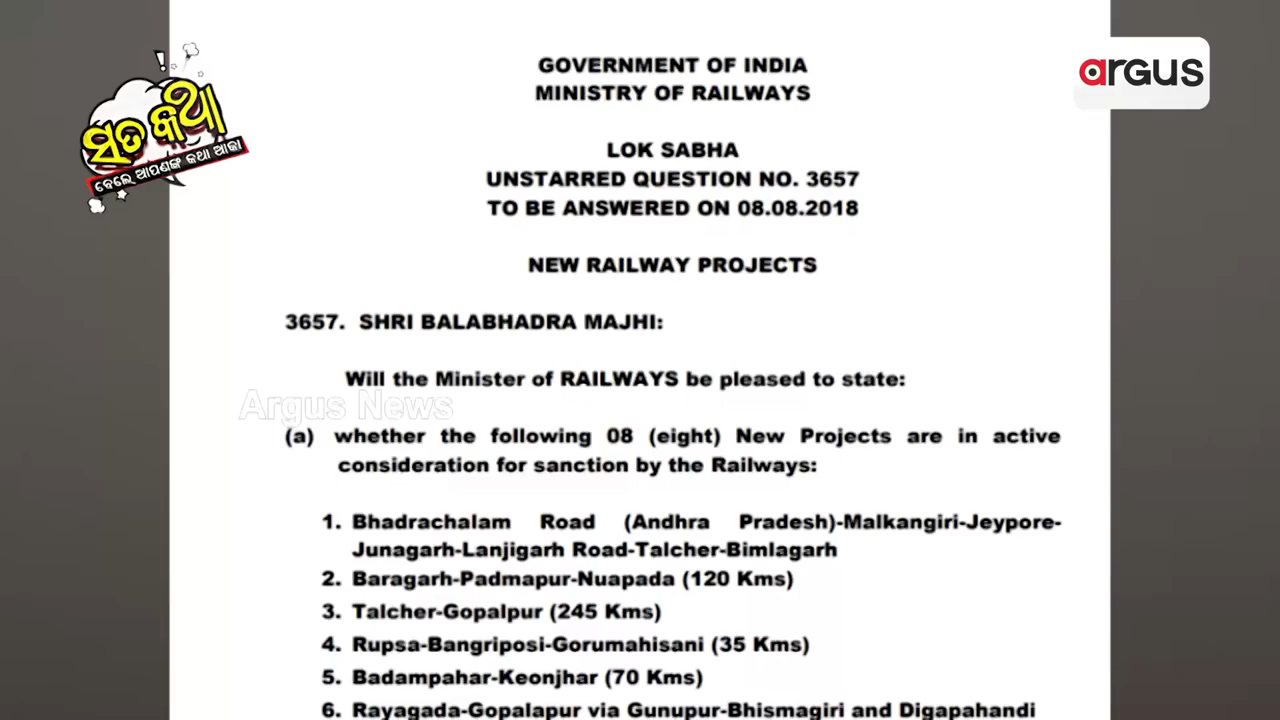 GOVERNMENT OF INDIA
MINISTRY OF RAILWAYS
LOK SABHA
UNSTARRED QUESTION NO. 3657
TO BE ANSWERED ON 08.08.2018
NEW RAILWAY PROJECTS
3657. SHRI BALABHADRA MAJHI:
Will the Minister of RAILWAYS be pleased to state:
(a) whether the following 08 (eight) New Projects are in active
consideration for sanction by the Railways:
1. Bhadrachalam Road (Andhra Pradesh)-Malkangiri-Jeypore-
Junagarh-Lanjigarh Road-Talcher-Bimlagarh
2. Baragarh-Padmapur-Nuapada (120 Kms)
3. Talcher-Gopalpur (245 Kms)
4. Rupsa-Bangriposi-Gorumahisani (35 Kms)
5. Badampahar-Keonjhar (70 Kms)
6. Rayagada-Gopalapur via Gunupur-Bhismagiri and Digapahandi
ସତ କଥା!
ବେଲେ ଆପଣଙ୍କ କଥା ଆଜ୍ଞା
argus
Argus News